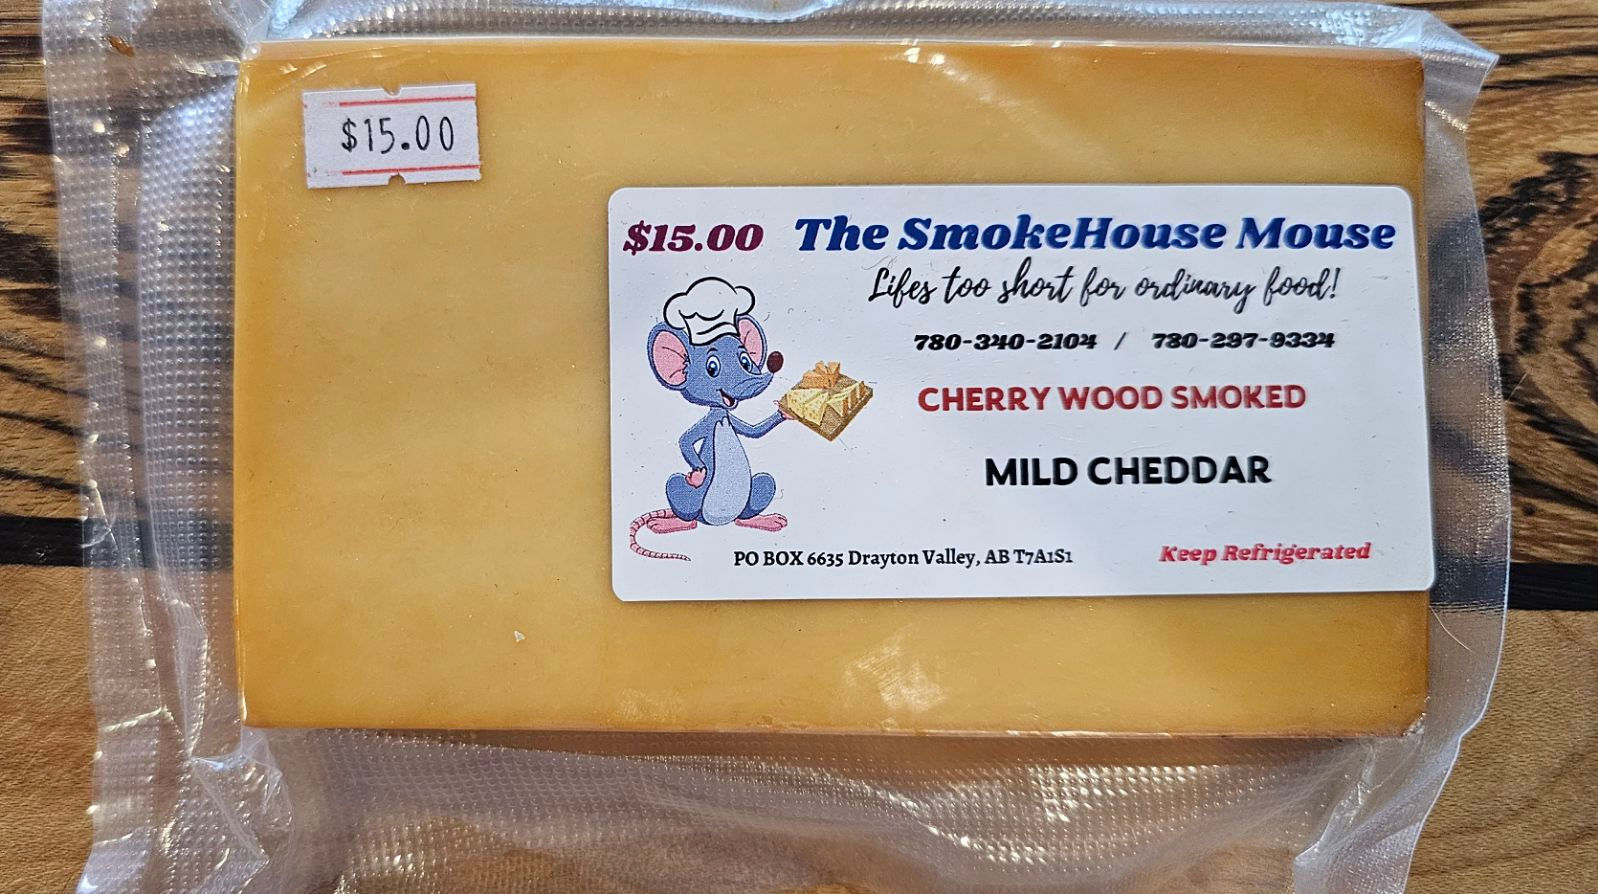 $15.00
$15.00 The SmokeHouse Mouse
Lifes too short for ordinary food!
780-340-2104 / 780-297-9334
CHERRY WOOD SMOKED
MILD CHEDDAR
PO BOX 6635 Drayton Valley, AB T7A1S1 Keep Refrigerated